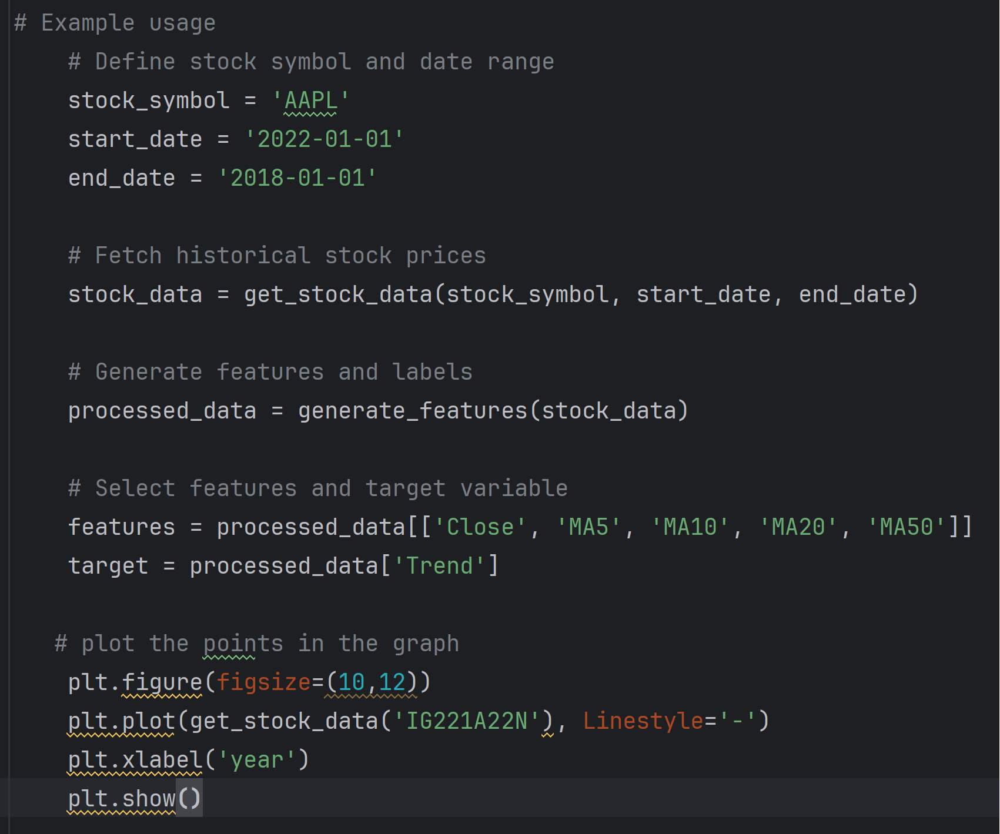 # Example usage
# Define stock symbol and date range
stock_symbol = 'AAPL'
start_date = '2022-01-01'
end_date = '2018-01-01'
# Fetch historical stock prices
stock_data = get_stock_data(stock_symbol, start_date, end_date)
# Generate features and labels
processed_data = generate_features(stock_data)
# Select features and target variable
features = processed_data[['Close', 'MA5', 'MA10', 'MA20', 'MA50']]
target = processed_data['Trend']
# plot the points in the graph
plt.figure(figsize=(10,12))
plt.plot(get_stock_data('IG221A22N'), Linestyle='-')
plt.xlabel('year')
plt.show()